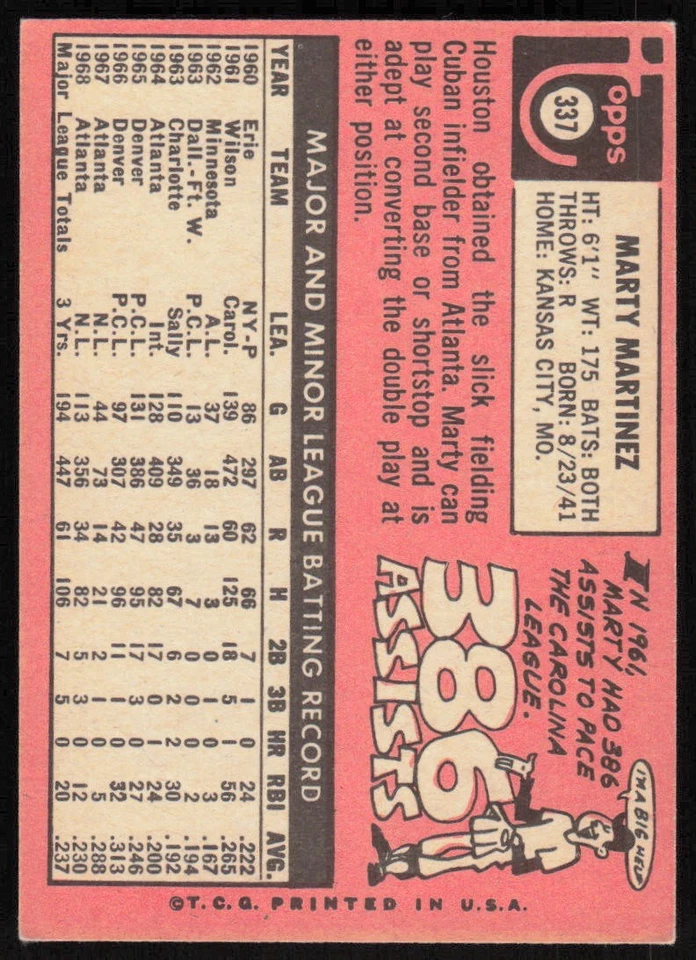 Topps
337
MARTY MARTINEZ
HT: 6'1" WT: 175 BATS: BOTH
THROWS: R BORN: 8/23/41
HOME: KANSAS CITY, MO.
Houston obtained the slick fielding
Cuban infielder from Atlanta. Marty can
play second base or shortstop and is
adept at converting the double play at
either position.
IN 1961,
MARTY HAD 386
ASSISTS TO PACE
THE CAROLINA
LEAGUE.
I'M A BIG HELP
386
ASSISTS
MAJOR AND MINOR LEAGUE BATTING RECORD
YEAR TEAM LEA. G AB R H 2B 3B HR RBI AVG.
1960 Erie NY-P 86 297 62 66 7 1 0 24 .222
1961 Wilson Carol. 139 472 60 125 18 5 1 56 .265
1962 Minnesota A.L. 37 18 13 3 0 1 0 3 .167
1963 Dall.-Ft. W. P.C.L. 13 36 3 7 0 0 0 2 .194
1963 Charlotte Sally 110 349 35 67 6 2 2 30 .192
1964 Atlanta Int. 128 409 28 82 17 0 1 24 .200
1965 Denver P.C.L. 131 386 47 95 17 3 0 27 .246
1966 Denver P.C.L. 97 307 42 96 11 1 0 32 .313
1967 Atlanta N.L. 44 73 14 21 2 1 0 5 .288
1968 Atlanta N.L. 113 356 34 82 5 3 0 12 .230
Major League Totals 3 Yrs. 194 447 61 106 7 5 0 20 .237
©T.C.G. PRINTED IN U.S.A.